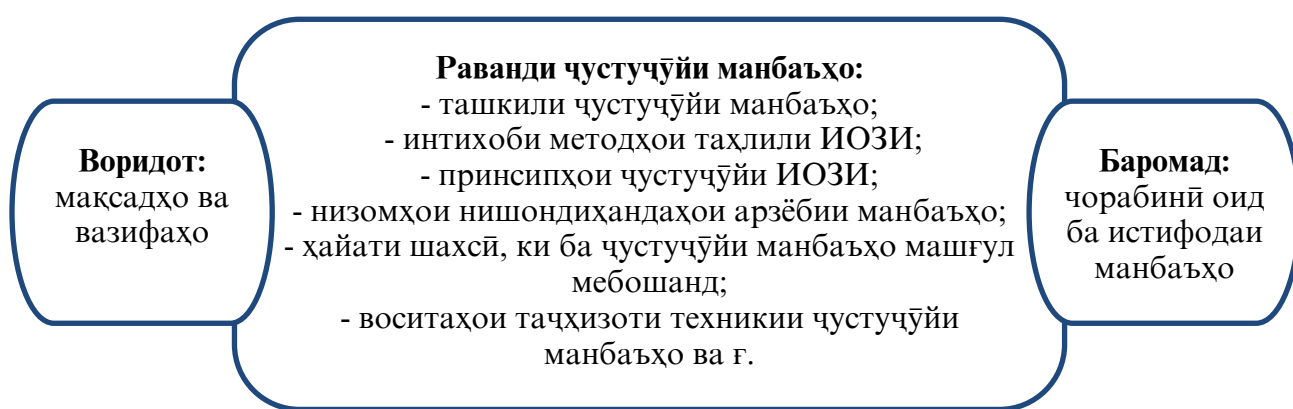 Воридот:
мақсадҳо ва
вазифаҳо
Раванди ҷустуҷӯйи манбаъҳо:
- ташкили ҷустуҷӯйи манбаъҳо;
- интихоби методҳои таҳлили ИОЗИ;
- принсипҳои ҷустуҷӯйи ИОЗИ;
- низомҳои нишондиҳандаҳои арзёбии манбаъҳо;
- ҳайати шахсӣ, ки ба ҷустуҷӯйи манбаъҳо машғул
мебошанд;
- воситаҳои таҷҳизоти техникии ҷустуҷӯйи
манбаъҳо ва ғ.
Баромад:
чорабинӣ оид
ба истифодаи
манбаъҳо